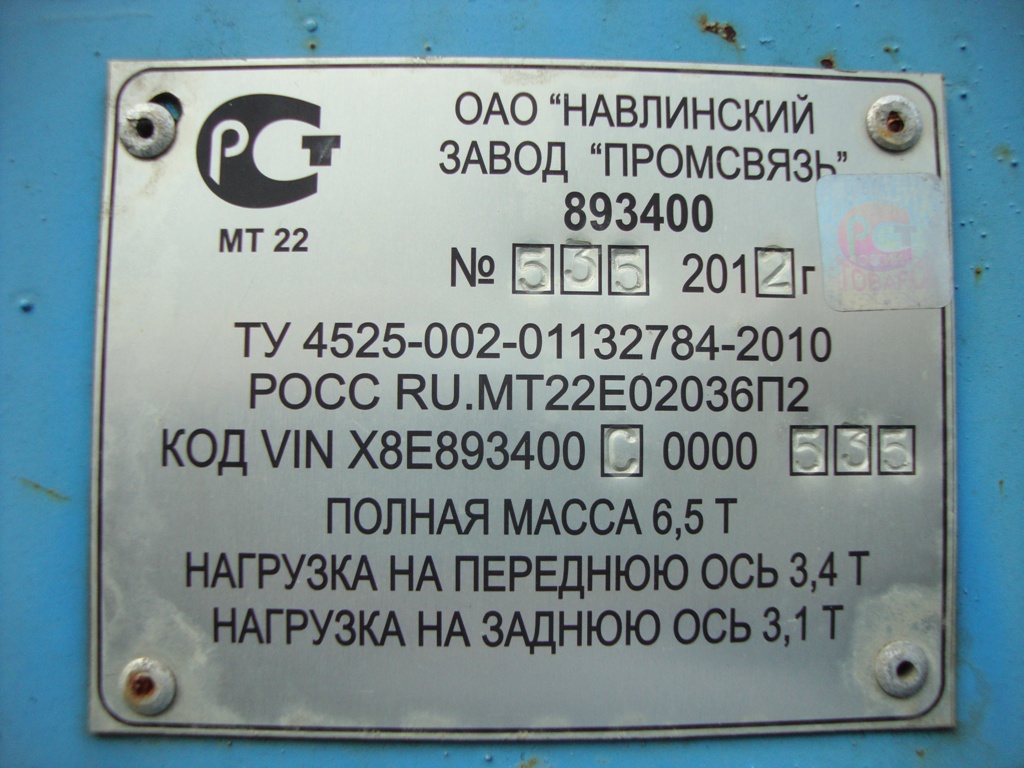 РСТ
МТ 22
ОАО “НАВЛИНСКИЙ
ЗАВОД “ПРОМСВЯЗЬ”
893400
№ 535 2012г
ТУ 4525-002-01132784-2010
РОСС RU.МТ22Е02036П2
КОД VIN X8E893400 C 0000 535
ПОЛНАЯ МАССА 6,5 Т
НАГРУЗКА НА ПЕРЕДНЮЮ ОСЬ 3,4 Т
НАГРУЗКА НА ЗАДНЮЮ ОСЬ 3,1 Т